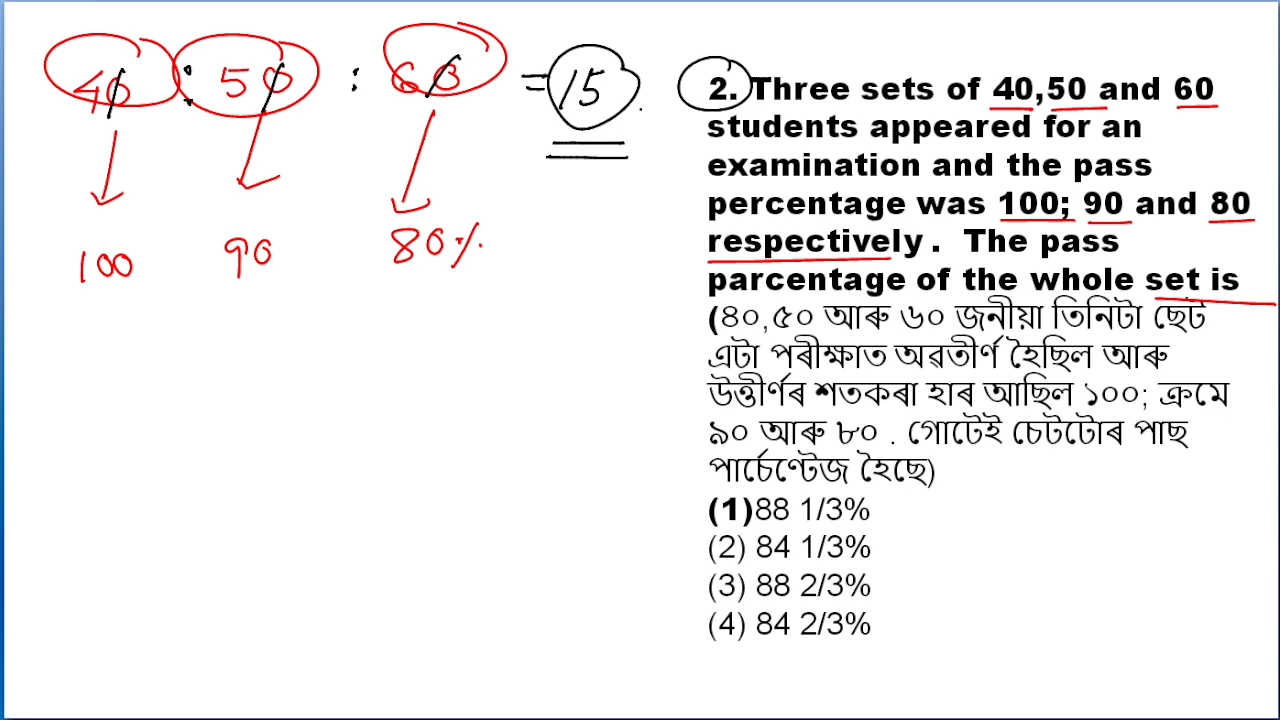 40 : 50 : 60 = 15
100 90 80%
2. Three sets of 40,50 and 60
students appeared for an
examination and the pass
percentage was 100; 90 and 80
respectively. The pass
parcentage of the whole set is
(৪০,৫০ আৰু ৬০ জনীয়া তিনিটা ছেট
এটা পৰীক্ষাত অৱতীৰ্ণ হৈছিল আৰু
উত্তীৰ্ণৰ শতকৰা হাৰ আছিল ১০০; ক্ৰমে
৯০ আৰু ৮০ . গোটেই চেটটোৰ পাছ
পাৰ্চেণ্টেজ হৈছে)
(1)88 1/3%
(2) 84 1/3%
(3) 88 2/3%
(4) 84 2/3%